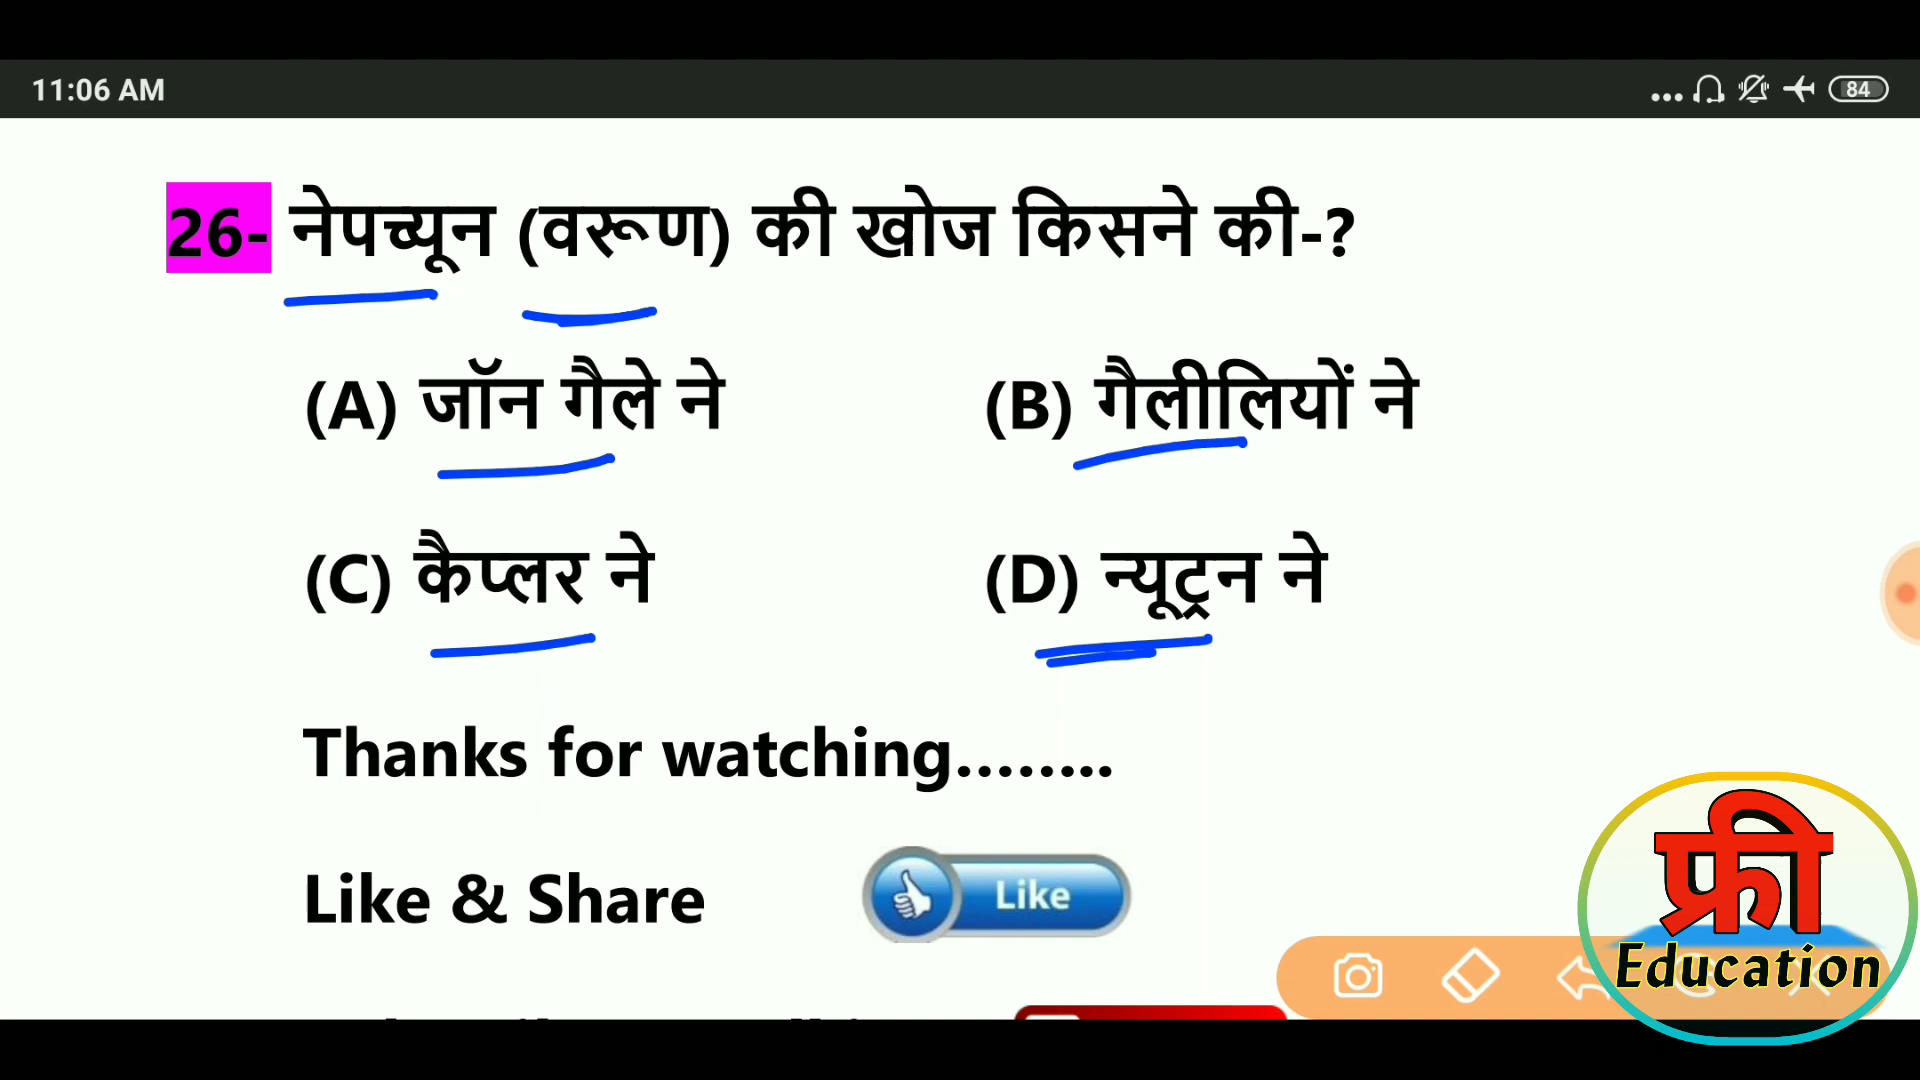 11:06 AM
84
26- नेपच्यून (वरूण) की खोज किसने की-?
(A) जॉन गैले ने
(B) गैलीलियों ने
(C) कैप्लर ने
(D) न्यूट्रन ने
Thanks for watching........
Like & Share
Like
फ्री
Education